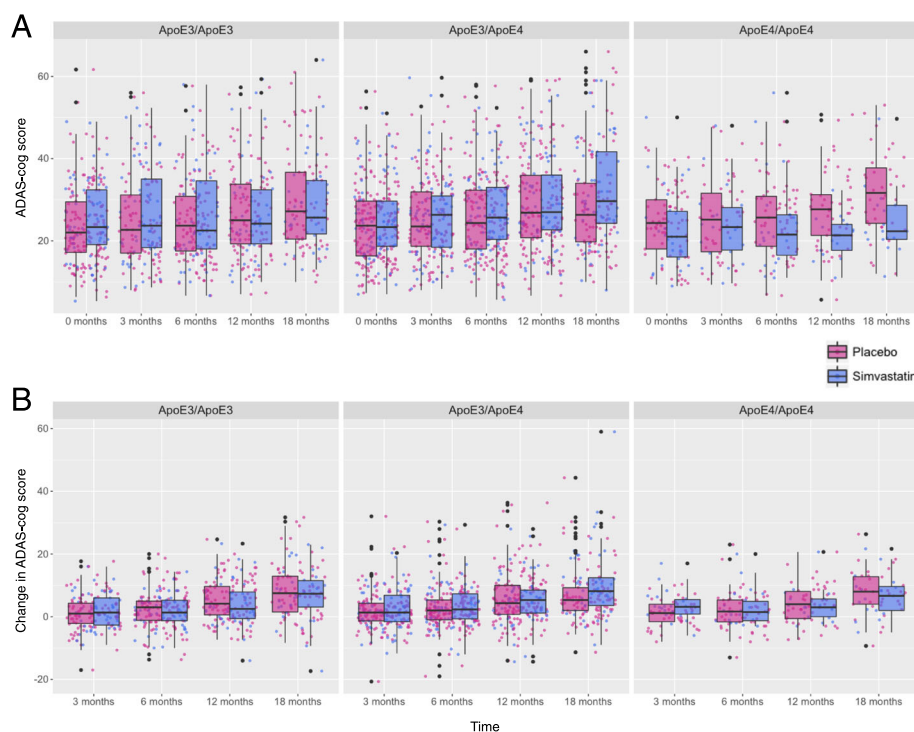 A
ApoE3/ApoE3 ApoE3/ApoE4 ApoE4/ApoE4
ADAS-cog score
60
40
20
0 months 3 months 6 months 12 months 18 months 0 months 3 months 6 months 12 months 18 months 0 months 3 months 6 months 12 months 18 months
Placebo
Simvastatin
B
ApoE3/ApoE3 ApoE3/ApoE4 ApoE4/ApoE4
Change in ADAS-cog score
60
40
20
0
-20
3 months 6 months 12 months 18 months 3 months 6 months 12 months 18 months 3 months 6 months 12 months 18 months
Time